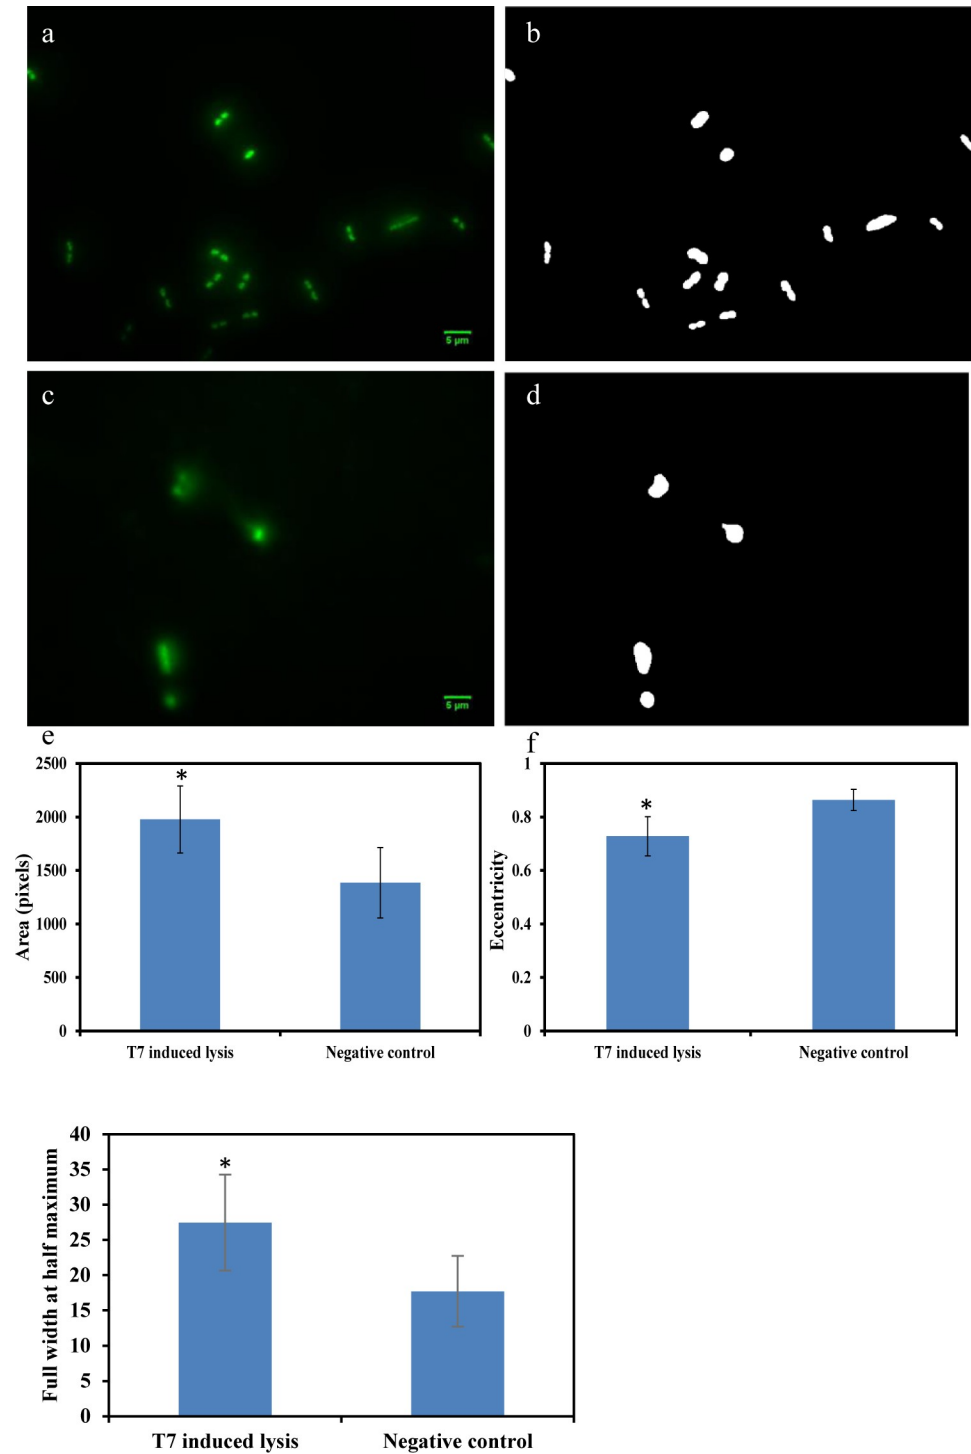 a
b
5 μm
c
d
5 μm
e
2500
2000
1500
1000
500
0
Area (pixels)
*
T7 induced lysis
Negative control
f
1
0.8
0.6
0.4
0.2
0
Eccentricity
*
T7 induced lysis
Negative control
40
35
30
25
20
15
10
5
0
Full width at half maximum
*
T7 induced lysis
Negative control